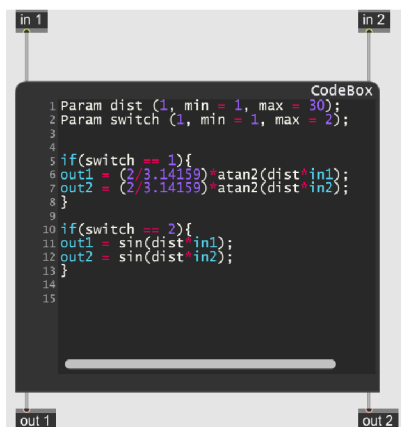 in 1 in 2
CodeBox
1 Param dist (1, min = 1, max = 30);
2 Param switch (1, min = 1, max = 2);
3
4
5 if(switch == 1){
6 out1 = (2/3.14159)*atan2(dist*in1);
7 out2 = (2/3.14159)*atan2(dist*in2);
8 }
9
10 if(switch == 2){
11 out1 = sin(dist*in1);
12 out2 = sin(dist*in2);
13 }
14
15
out 1 out 2